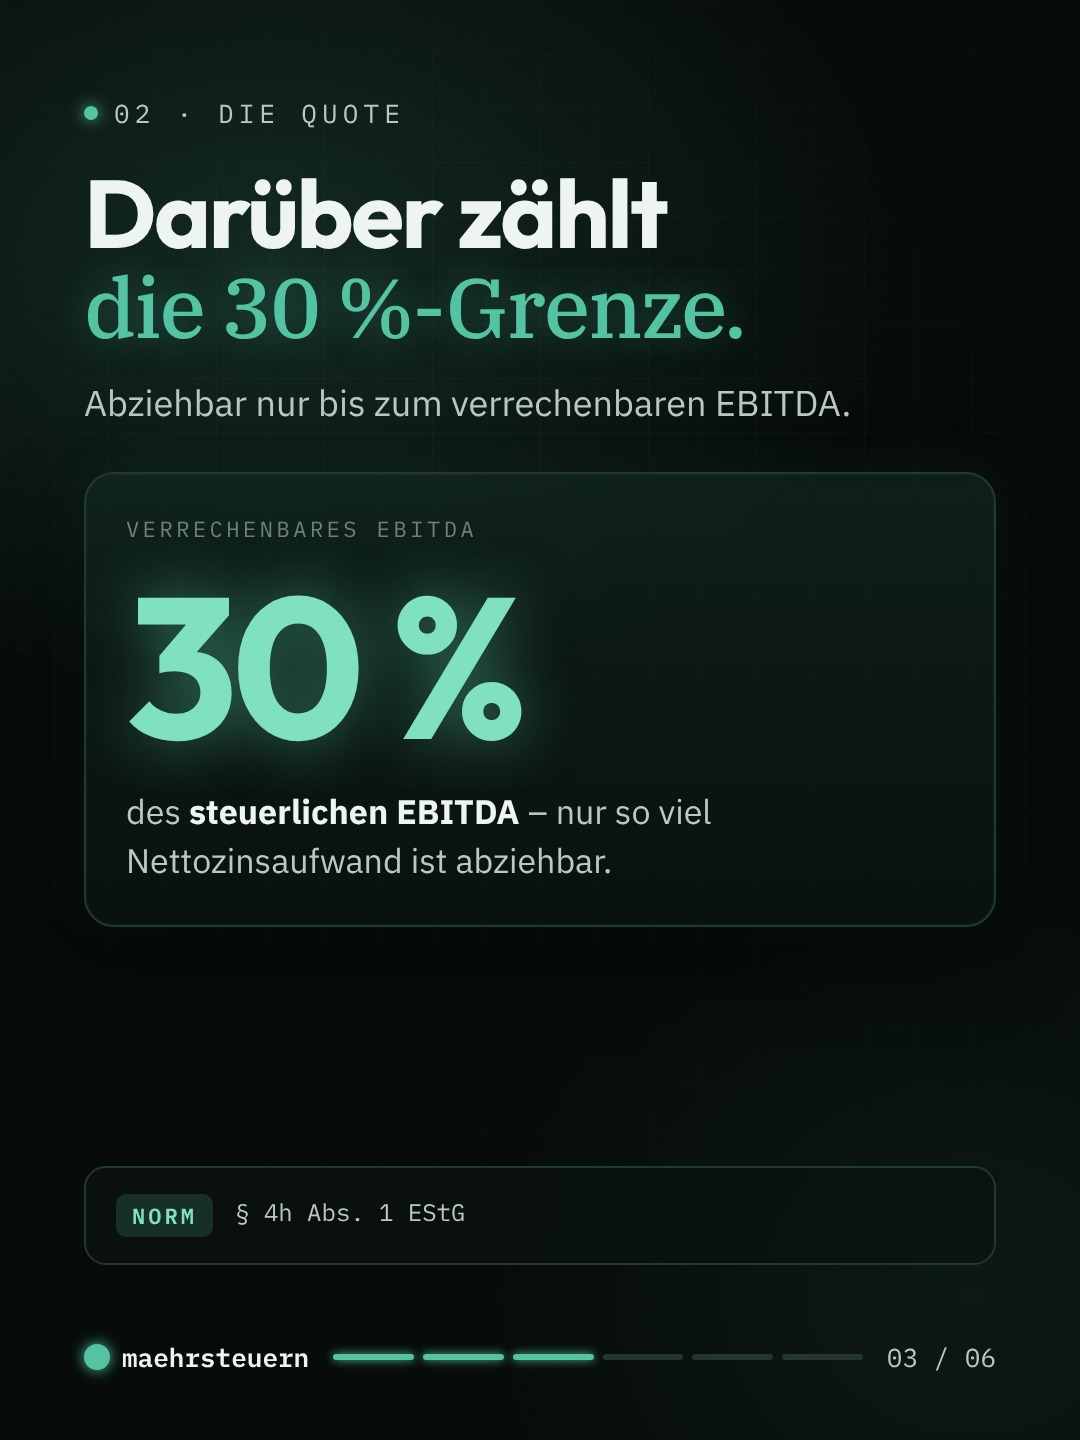 02 · DIE QUOTE
Darüber zählt
die 30 %-Grenze.
Abziehbar nur bis zum verrechenbaren EBITDA.
VERRECHENBARES EBITDA
30 %
des steuerlichen EBITDA – nur so viel
Nettozinsaufwand ist abziehbar.
NORM § 4h Abs. 1 EStG
maehrsteuern 03 / 06